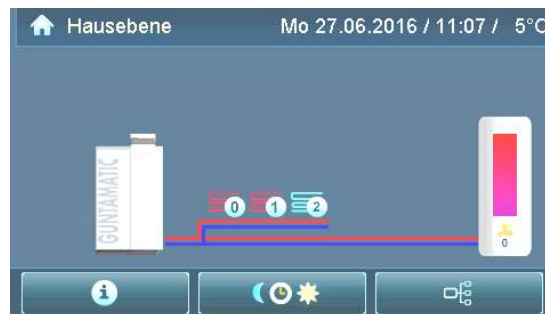 Hausebene
Mo 27.06.2016 / 11:07 / 5°C
GUNTAMATIC
0 1 2
0